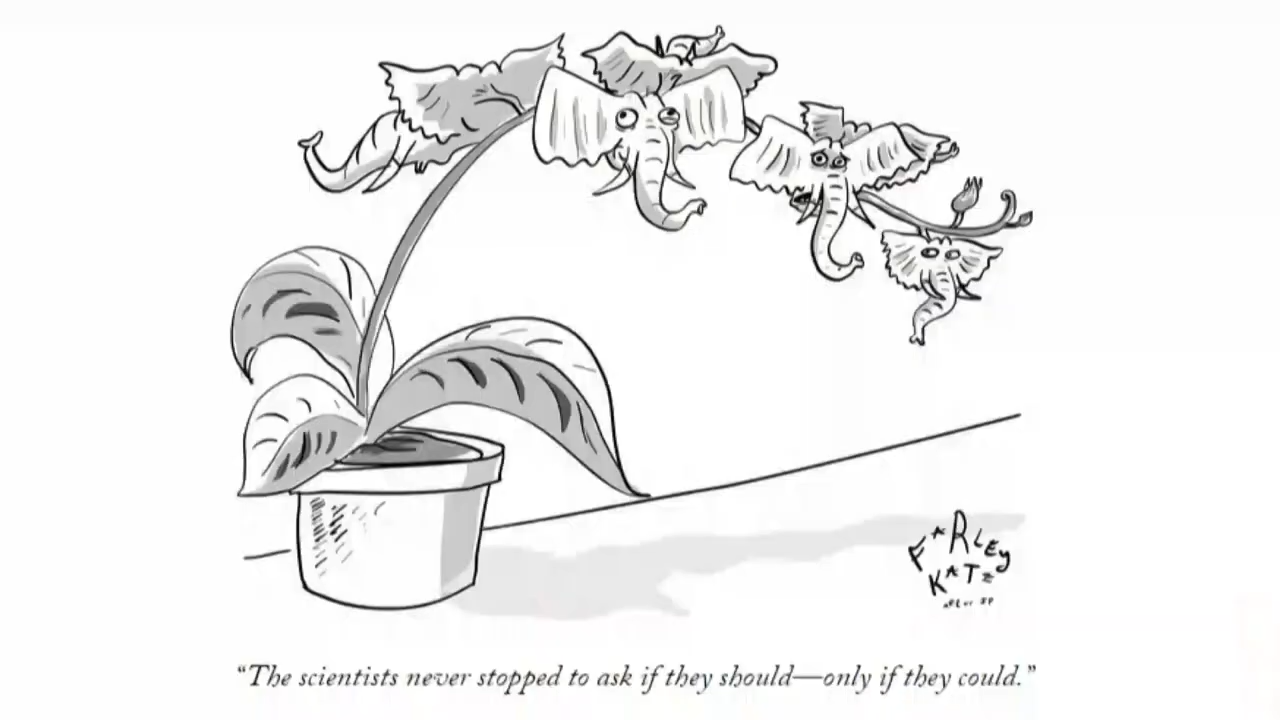 FARLEY
KATZ
“The scientists never stopped to ask if they should—only if they could.”